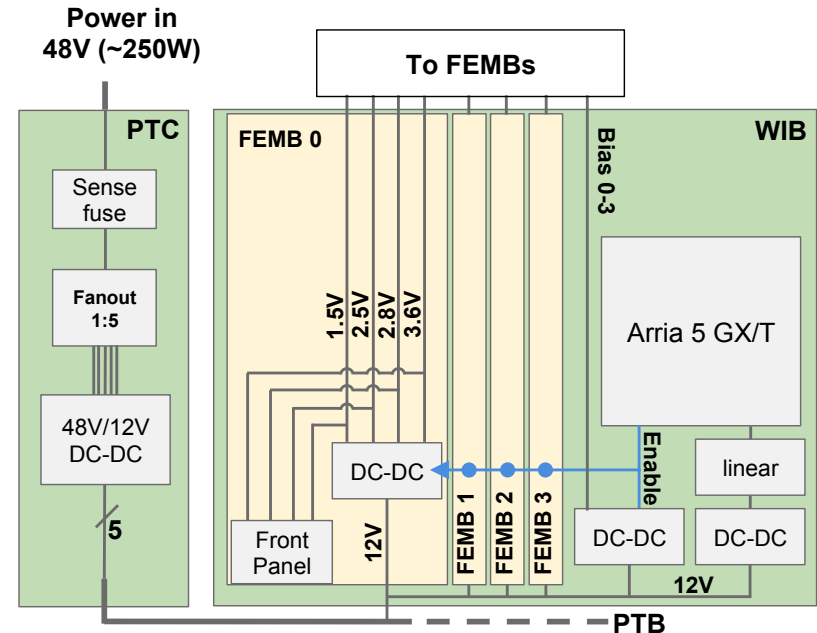 Power in
48V (~250W)
To FEMBs
PTC
FEMB 0
Bias 0-3
WIB
Sense
fuse
Fanout
1:5
1.5V
2.5V
2.8V
3.6V
Arria 5 GX/T
48V/12V
DC-DC
5
DC-DC
Enable
linear
Front
Panel
12V
FEMB 1
FEMB 2
FEMB 3
DC-DC
DC-DC
12V
PTB